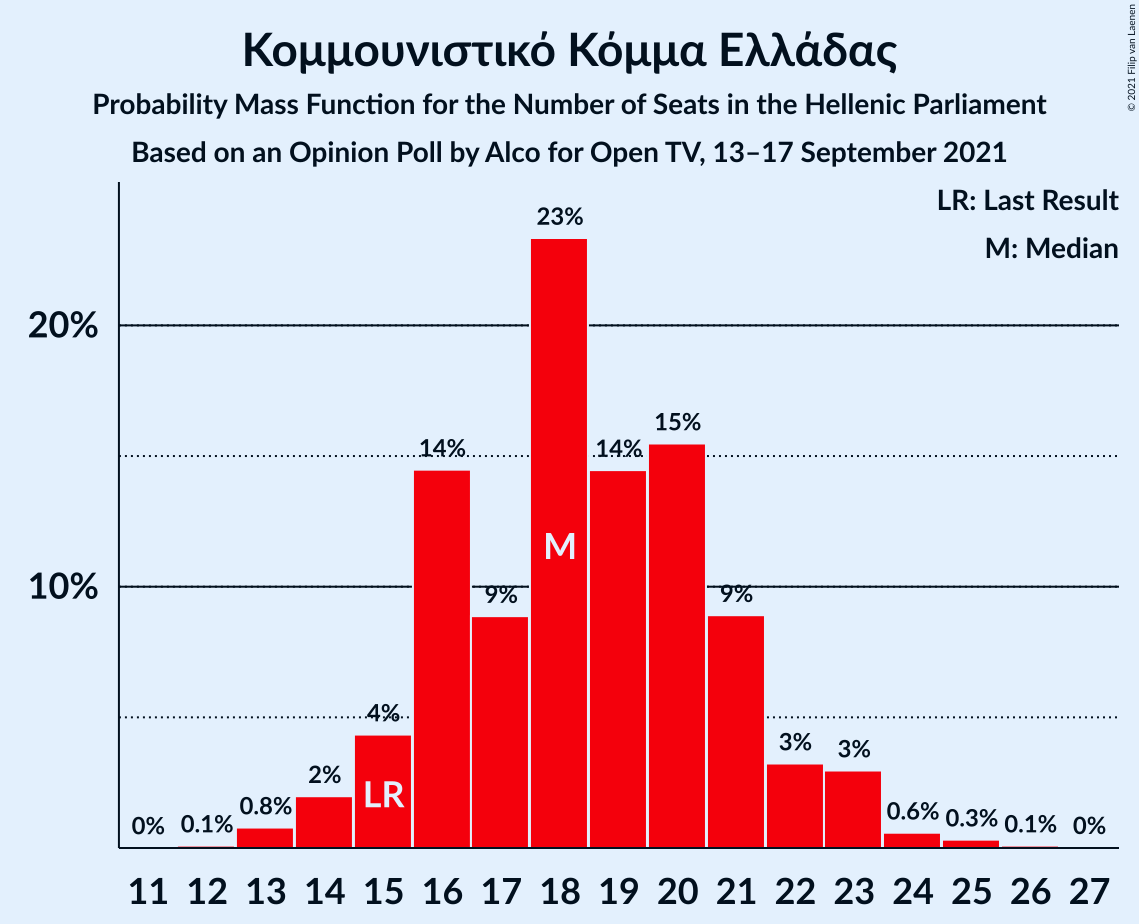 Κομμουνιστικό Κόμμα Ελλάδας
Probability Mass Function for the Number of Seats in the Hellenic Parliament
Based on an Opinion Poll by Alco for Open TV, 13–17 September 2021
© 2021 Filip van Laenen
LR: Last Result
M: Median
20%
10%
0%
0.1%
0.8%
2%
4%
14%
9%
23%
14%
15%
9%
3%
3%
0.6%
0.3%
0.1%
0%
LR
M
11 12 13 14 15 16 17 18 19 20 21 22 23 24 25 26 27